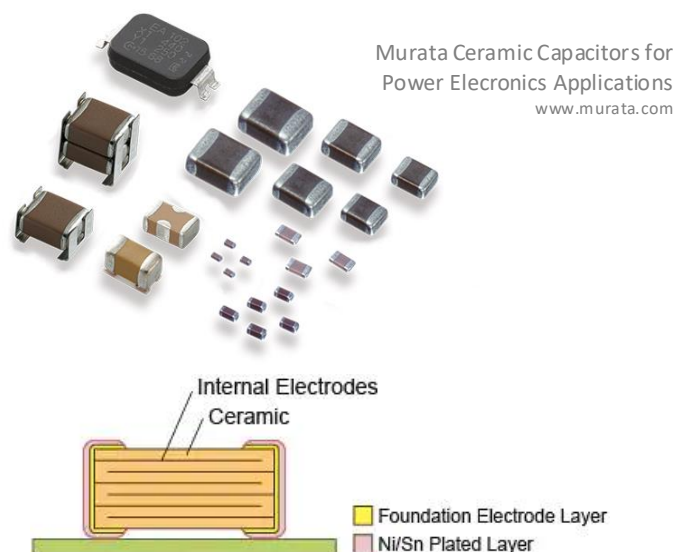 Murata Ceramic Capacitors for
Power Elecronics Applications
www.murata.com
Internal Electrodes
Ceramic
Foundation Electrode Layer
Ni/Sn Plated Layer